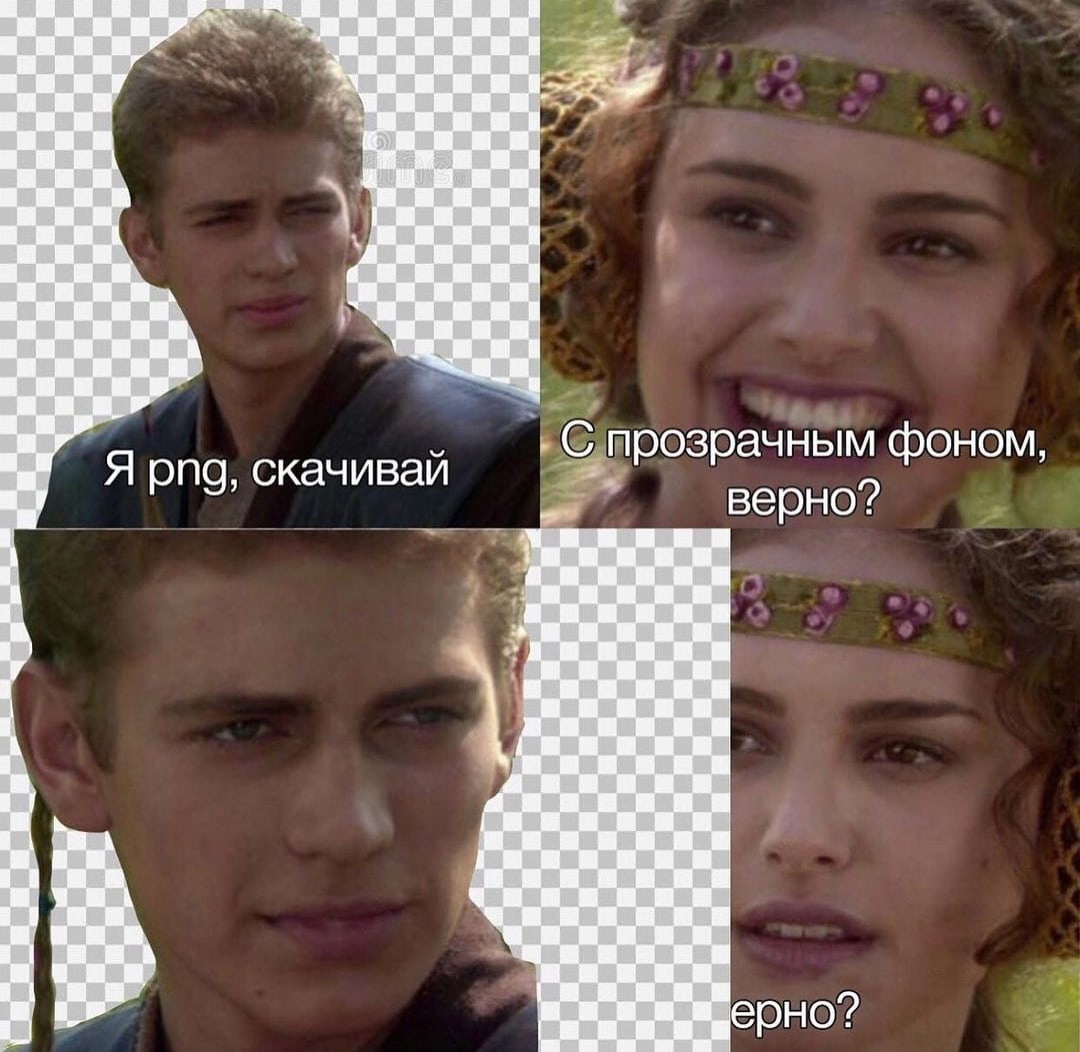 Я png, скачивай
С прозрачным фоном,
верно?
ерно?